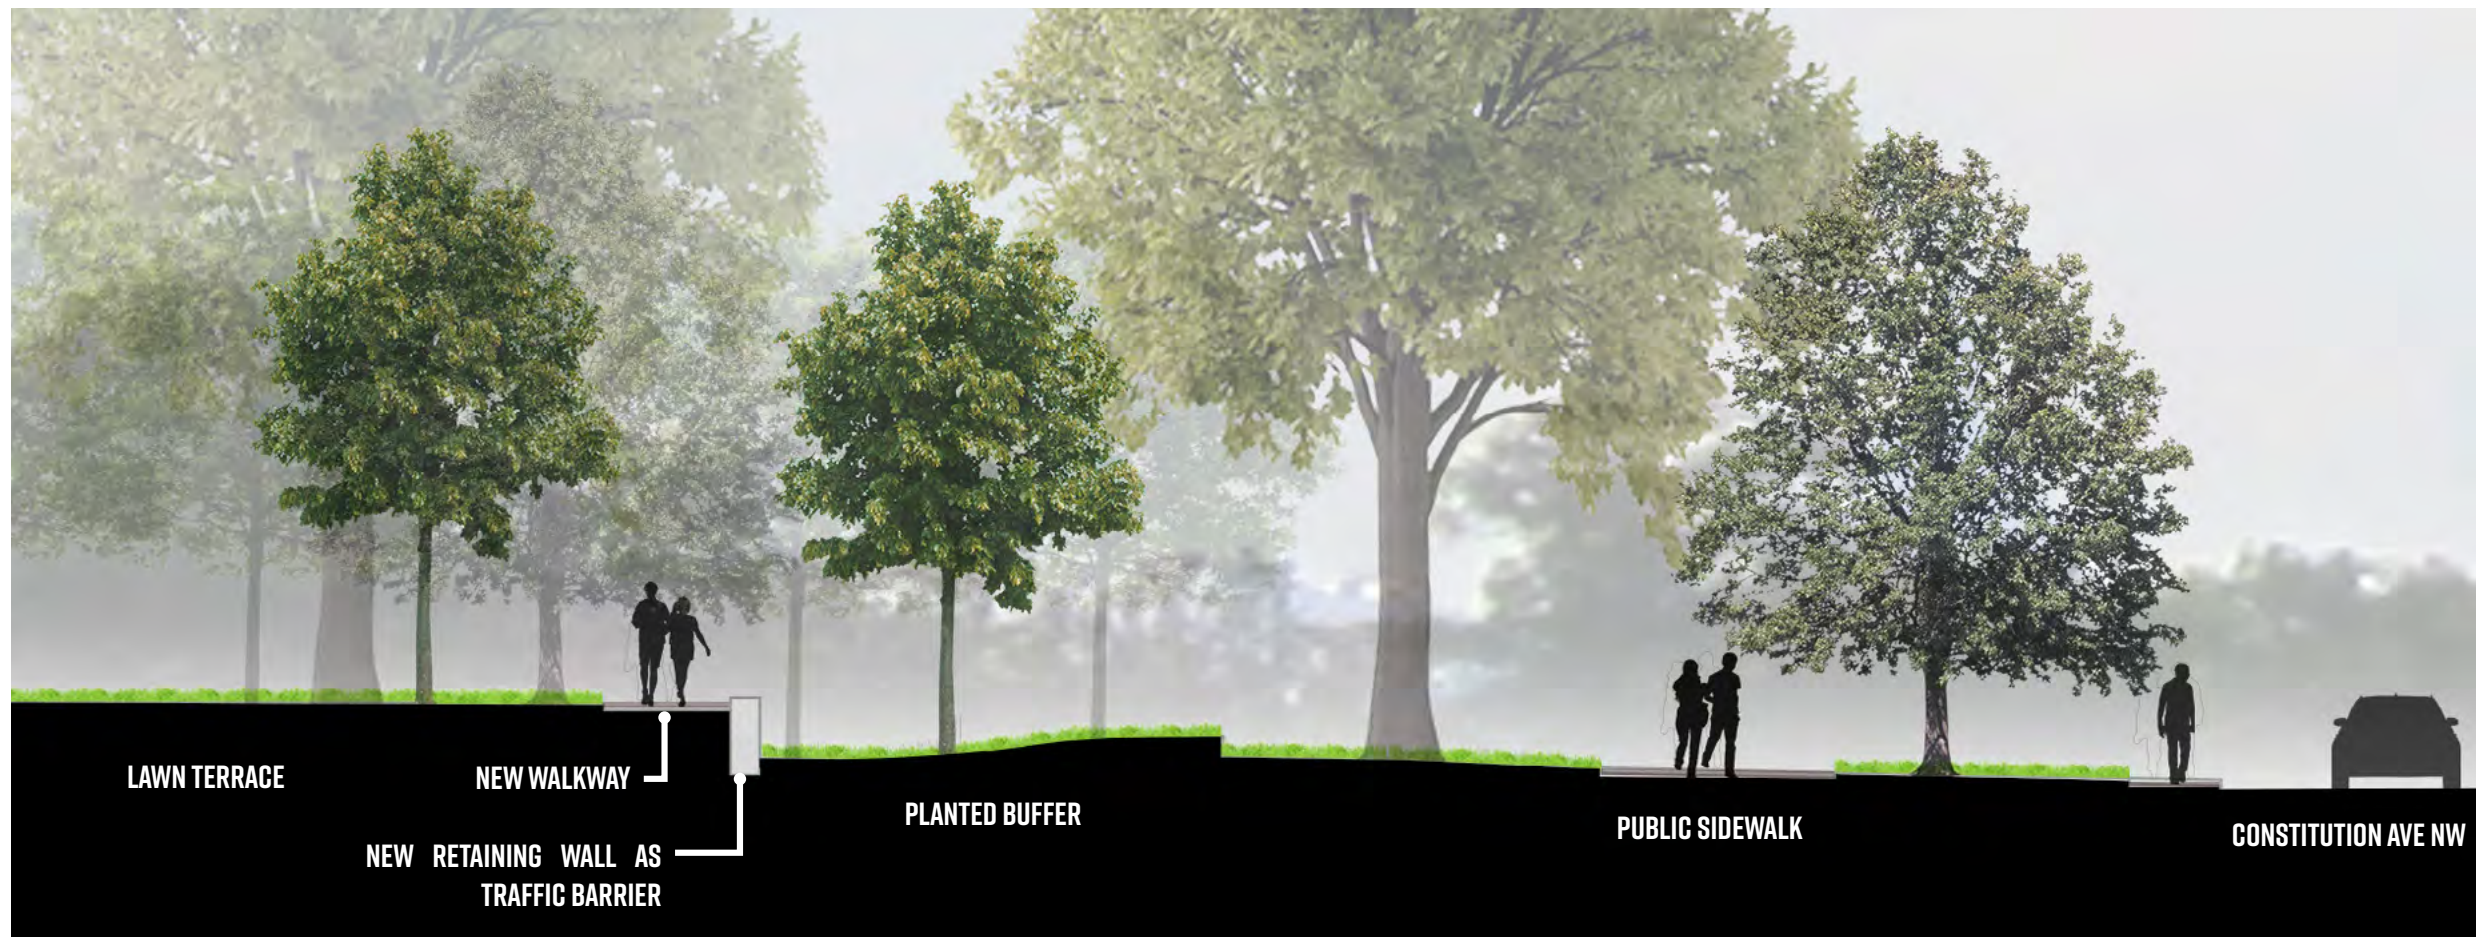 LAWN TERRACE
NEW WALKWAY
NEW RETAINING WALL AS
TRAFFIC BARRIER
PLANTED BUFFER
PUBLIC SIDEWALK
CONSTITUTION AVE NW